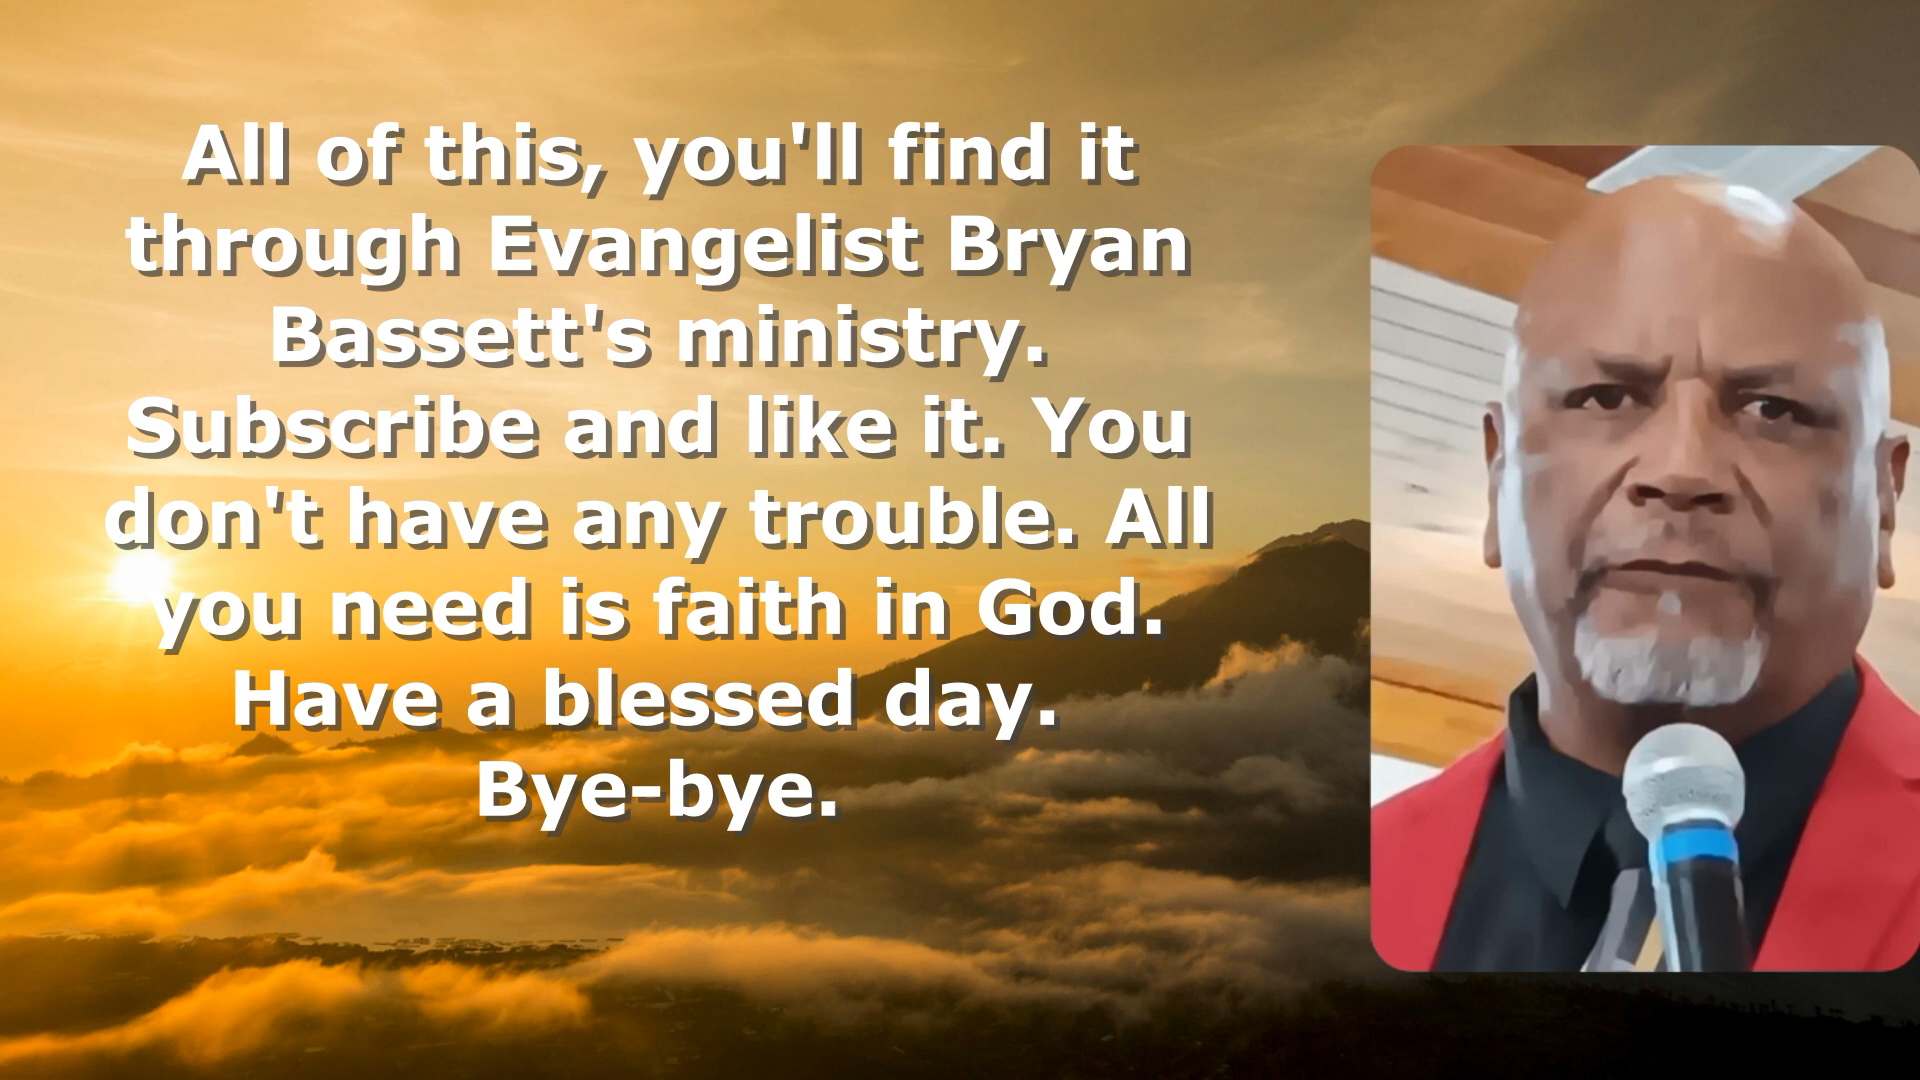 All of this, you'll find it
through Evangelist Bryan
Bassett's ministry.
Subscribe and like it. You
don't have any trouble. All
you need is faith in God.
Have a blessed day.
Bye-bye.